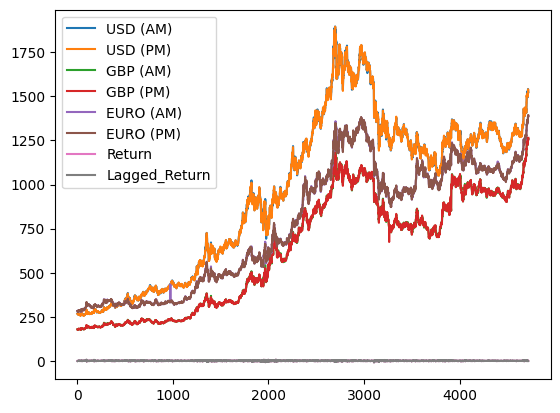 USD (AM)
USD (PM)
GBP (AM)
GBP (PM)
EURO (AM)
EURO (PM)
Return
Lagged_Return
1750
1500
1250
1000
750
500
250
0
0 1000 2000 3000 4000